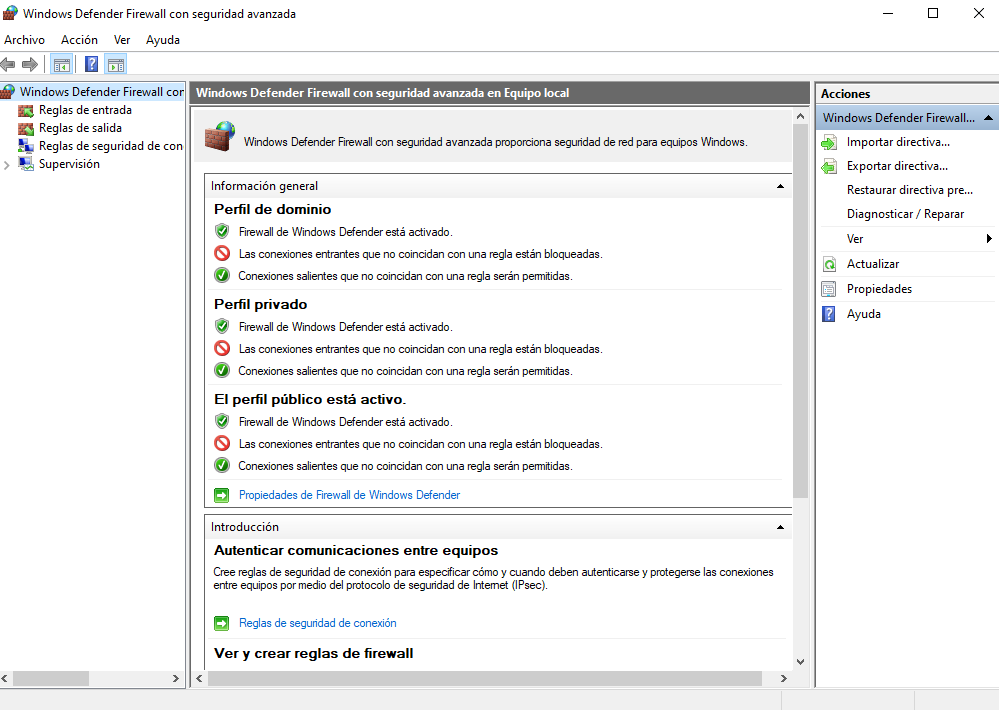 Windows Defender Firewall con seguridad avanzada
Archivo Acción Ver Ayuda
Windows Defender Firewall cor
Reglas de entrada
Reglas de salida
Reglas de seguridad de con
Supervisión
Windows Defender Firewall con seguridad avanzada en Equipo local
Windows Defender Firewall con seguridad avanzada proporciona seguridad de red para equipos Windows.
Información general
Perfil de dominio
Firewall de Windows Defender está activado.
Las conexiones entrantes que no coincidan con una regla están bloqueadas.
Conexiones salientes que no coincidan con una regla serán permitidas.
Perfil privado
Firewall de Windows Defender está activado.
Las conexiones entrantes que no coincidan con una regla están bloqueadas.
Conexiones salientes que no coincidan con una regla serán permitidas.
El perfil público está activo.
Firewall de Windows Defender está activado.
Las conexiones entrantes que no coincidan con una regla están bloqueadas.
Conexiones salientes que no coincidan con una regla serán permitidas.
Propiedades de Firewall de Windows Defender
Introducción
Autenticar comunicaciones entre equipos
Cree reglas de seguridad de conexión para especificar cómo y cuando deben autenticarse y protegerse las conexiones
entre equipos por medio del protocolo de seguridad de Internet (IPsec).
Reglas de seguridad de conexión
Ver y crear reglas de firewall
Acciones
Windows Defender Firewall...
Importar directiva...
Exportar directiva...
Restaurar directiva pre...
Diagnosticar / Reparar
Ver
Actualizar
Propiedades
Ayuda